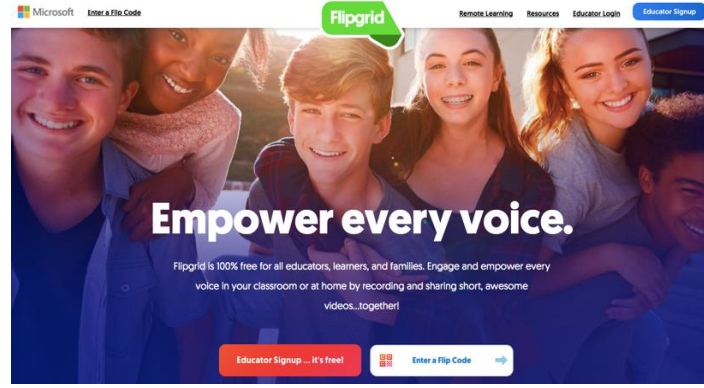 Microsoft
Enter a Flip Code
Flipgrid
Remote Learning
Resources
Educator Login
Educator Signup
Empower every voice.
Flipgrid is 100% free for all educators, learners, and families. Engage and empower every
voice in your classroom or at home by recording and sharing short, awesome
videos...together!
Educator Signup ... it's free!
Enter a Flip Code